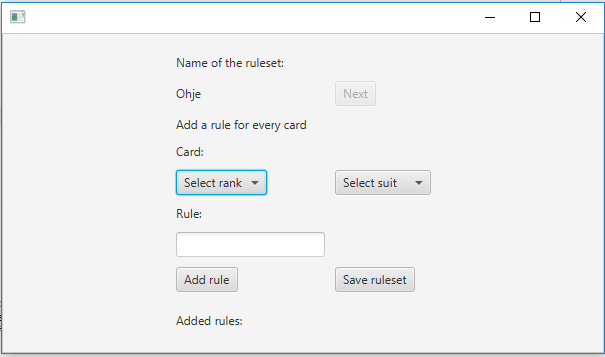 Name of the ruleset:
Ohje Next
Add a rule for every card
Card:
Select rank Select suit
Rule:
Add rule Save ruleset
Added rules: